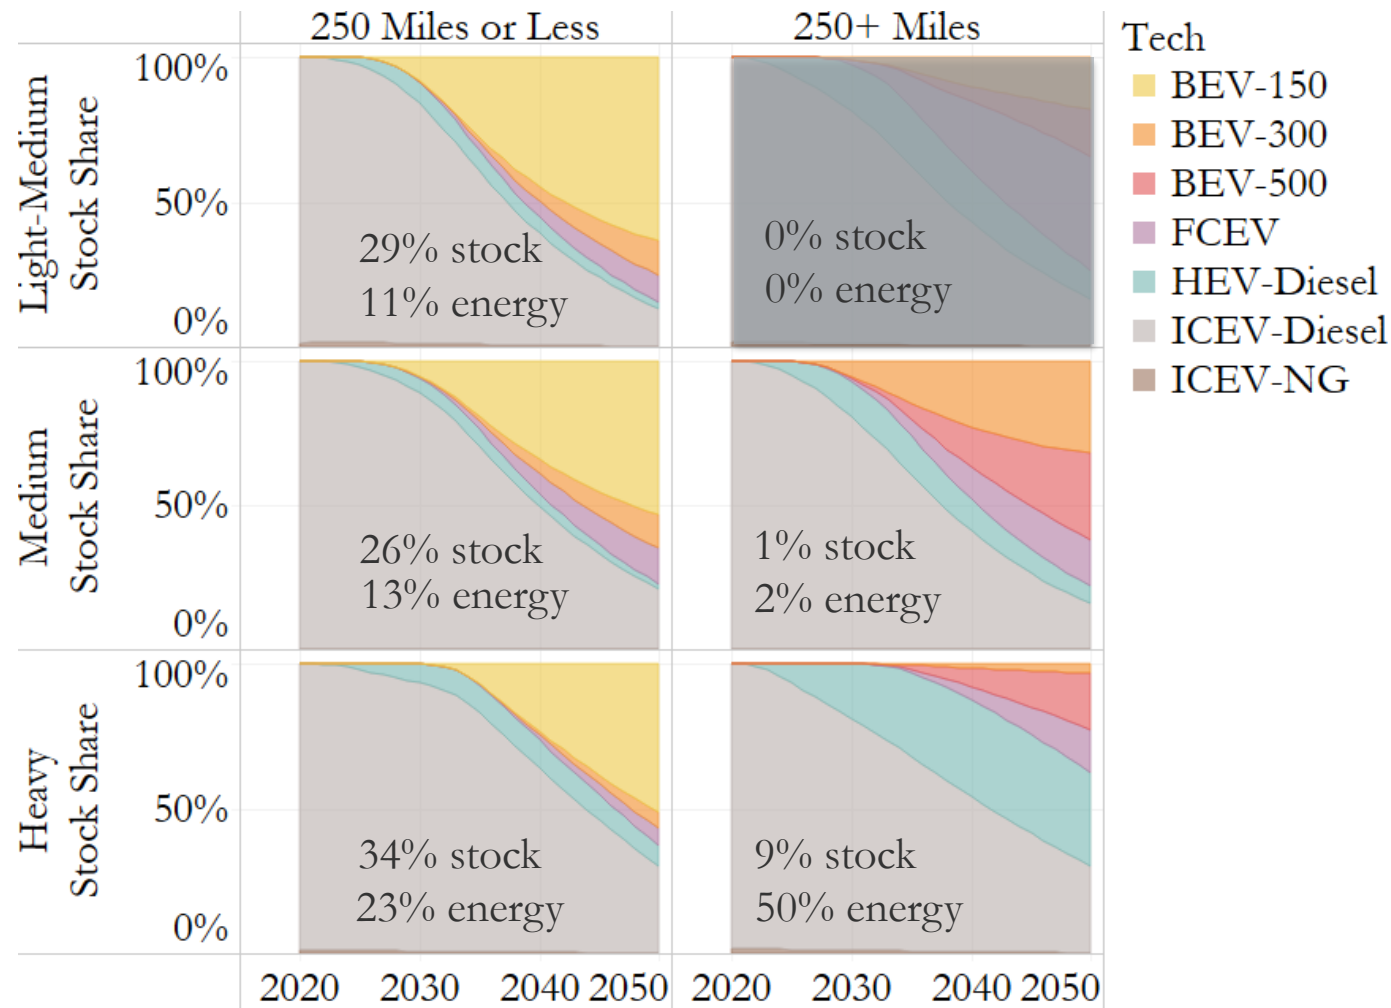 250 Miles or Less
250+ Miles
Tech
BEV-150
BEV-300
BEV-500
FCEV
HEV-Diesel
ICEV-Diesel
ICEV-NG
Light-Medium
Stock Share
100%
50%
0%
29% stock
11% energy
0% stock
0% energy
Medium
Stock Share
100%
50%
0%
26% stock
13% energy
1% stock
2% energy
Heavy
Stock Share
100%
50%
0%
34% stock
23% energy
9% stock
50% energy
2020 2030 2040 2050
2020 2030 2040 2050